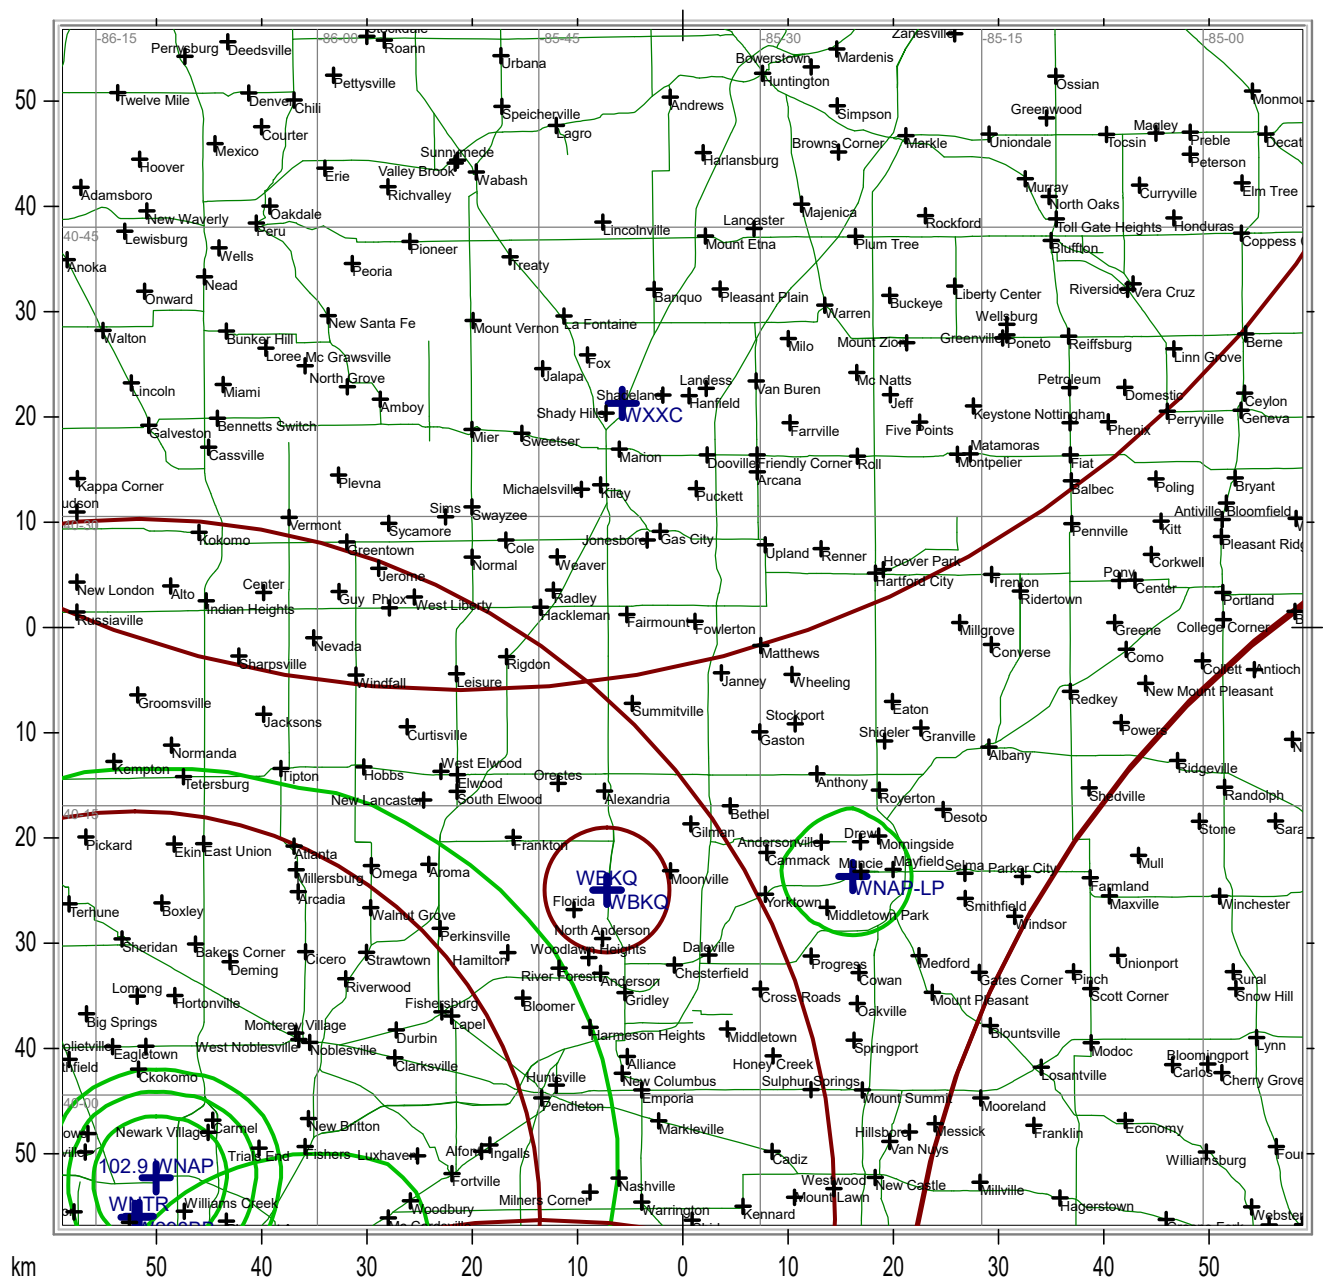 -86-15 -86-00 -85-45 -85-30 -85-15 -85-00
Perrysburg Deedsville Roann Urbana Bowerstown Mardenis Zanesville
Huntington Ossian
Pettysville
50 Twelve Mile Denver Chili Speicherville Andrews Simpson Greenwood
Courter Lagro Magley
Mexico Sunnymede Harlansburg Browns Corner Markle Uniondale Tocsin Preble
Hoover Erie Valley Brook Wabash Peterson
Adamsboro Richvalley Murray Curryville Elm Tree
40 New Waverly Oakdale Majenica North Oaks
Peru Lincolnville Lancaster Rockford Toll Gate Heights Honduras
40-45 Lewisburg Wells Pioneer Mount Etna Plum Tree Bluffton
Anoka Peoria Treaty
Nead Onward Banquo Pleasant Plain Buckeye Liberty Center Riverside Vera Cruz
30 New Santa Fe Mount Vernon La Fontaine Warren Wellsburg
Walton Bunker Hill Milo Mount Zion Greenville Poneto Reiffsburg Berne
Loree Mc Grawsville Fox Linn Grove
Lincoln Miami North Grove Jalapa Landess Van Buren Mc Natts Petroleum
Amboy Shadeland Hanfield Jeff Domestic Ceylon
20 Shady Hill WXXC Keystone Nottingham Perryville Geneva
Galveston Bennetts Switch Mier Sweetser Farrville Five Points Phenix
Cassville Marion Dooville Friendly Corner Roll Matamoras Montpelier Fiat
Kappa Corner Plevna Michaelsville Kiley Puckett Arcana Balbec Poling Bryant
10 Vermont Sims Swayzee Antiville Bloomfield
40-30 Kokomo Sycamore Jonesboro Gas City Pennville Kitt
Greentown Cole Upland Renner Pleasant Ridg
Jerome Normal Weaver Hoover Park Corkwell
New London Alto Center Guy Phlox West Liberty Radley Hartford City Trenton Pony Center
Indian Heights Hackleman Ridertown Portland
0 Russiaville Fairmount Fowlerton Millgrove Greene College Corner
Nevada Matthews Converse Como
Sharpsville Rigdon Collett Antioch
Windfall Leisure Janney Wheeling New Mount Pleasant
Groomsville Summitville Eaton Redkey
Jacksons Curtisville Stockport Powers
10 Gaston Shideler Granville
Normanda Albany
Kempton Tipton Hobbs West Elwood Orestes Anthony Ridgeville
Tetersburg Elwood Royerton Shedville Randolph
40-15 New Lancaster South Elwood Alexandria Bethel Desoto
20 Pickard Ekin East Union Atlanta Frankton Gilman Andersonville Drew Morningside Stone Sara
Millersburg Omega Aroma WBKQ Moonville Cammack Muncie Mayfield Selma Parker City Mull
Arcadia WBKQ WNAP-LP Farmland
Terhune Boxley Walnut Grove Florida Yorktown Middletown Park Smithfield Maxville Winchester
30 Sheridan Bakers Corner Perkinsville North Anderson Windsor
Deming Cicero Strawtown Hamilton Woodlawn Heights Daleville Progress Medford Unionport
Riverwood River Forest Anderson Chesterfield Cowan Gates Corner Pinch Rural
Lomong Hortonville Fishersburg Bloomer Gridley Cross Roads Mount Pleasant Scott Corner Snow Hill
Big Springs Monterey Village Lapel Oakville
40 Eagletown West Noblesville Noblesville Durbin Harmeson Heights Middletown Springport Blountsville Modoc Lynn
Ckokomo Clarksville Alliance Honey Creek Losantville Bloomingport Carlos
Huntsville New Columbus Sulphur Springs Cherry Grove
40-00 Pendleton Emporia Mount Summit Mooreland
Newark Village Carmel New Britton Markleville Hillsboro Messick Franklin Economy
50 Trails End Fishers Luxhaven Alfont Ingalls Cadiz Van Nuys Williamsburg
102.9 WNAP Fortville Nashville Westwood New Castle Millville
WNTR Williams Creek Woodbury Milners Corner Warrington Kennard Mount Lawn Hagerstown Webster
km 50 40 30 20 10 0 10 20 30 40 50